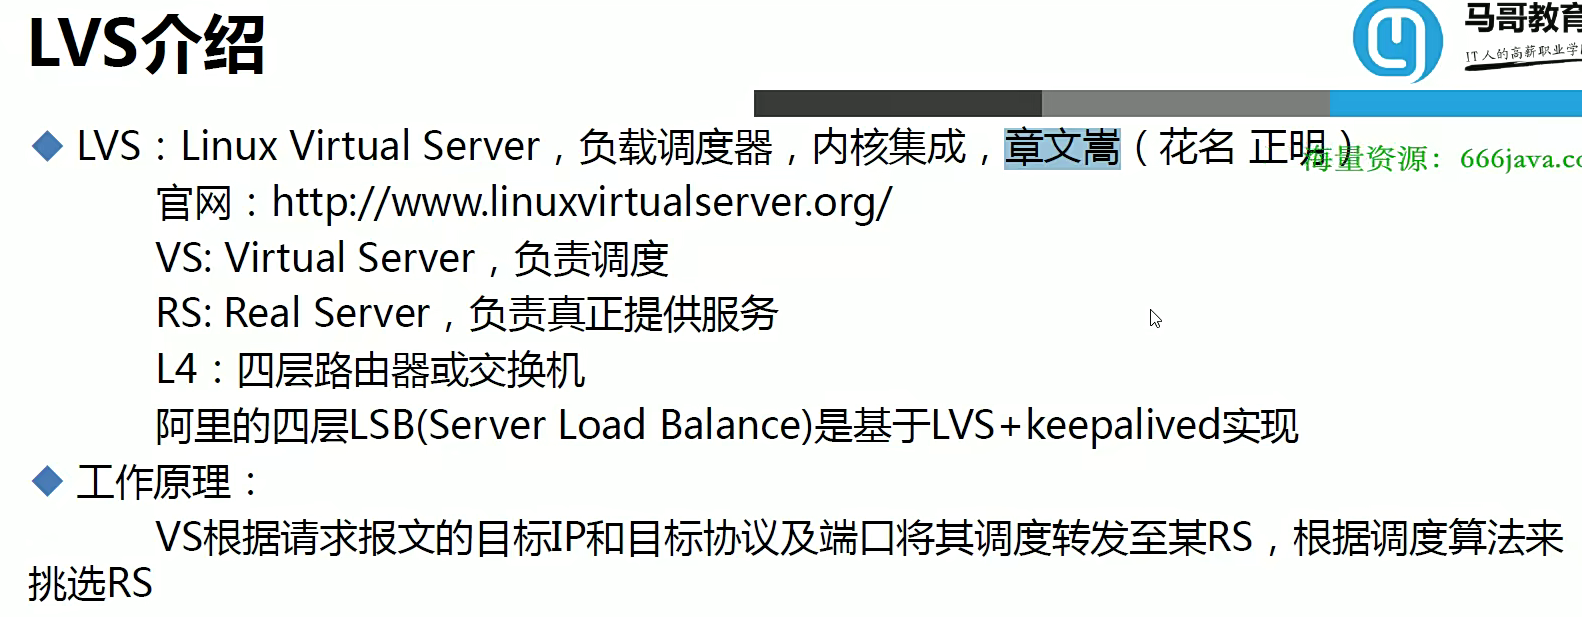 LVS介绍
马哥教育
IT人的高薪职业学
LVS：Linux Virtual Server，负载调度器，内核集成，章文嵩（花名 正明）
海量资源：666java.co
官网：http://www.linuxvirtualserver.org/
VS: Virtual Server，负责调度
RS: Real Server，负责真正提供服务
L4：四层路由器或交换机
阿里的四层LSB(Server Load Balance)是基于LVS+keepalived实现
工作原理：
VS根据请求报文的目标IP和目标协议及端口将其调度转发至某RS，根据调度算法来
挑选RS